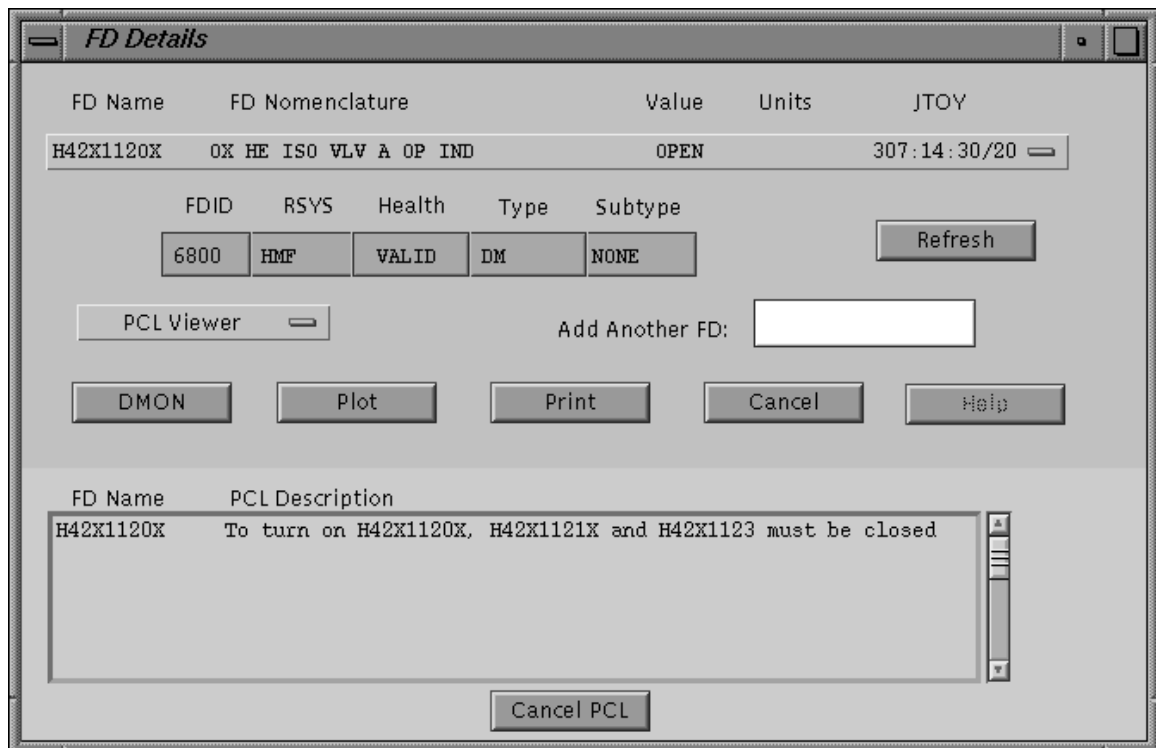 FD Details
FD Name FD Nomenclature Value Units JTOY
H42X1120X OX HE ISO VLV A OP IND OPEN 307:14:30/20
FDID RSYS Health Type Subtype
6800 HMF VALID DM NONE
Refresh
PCL Viewer Add Another FD:
DMON Plot Print Cancel Help
FD Name PCL Description
H42X1120X To turn on H42X1120X, H42X1121X and H42X1123 must be closed
Cancel PCL